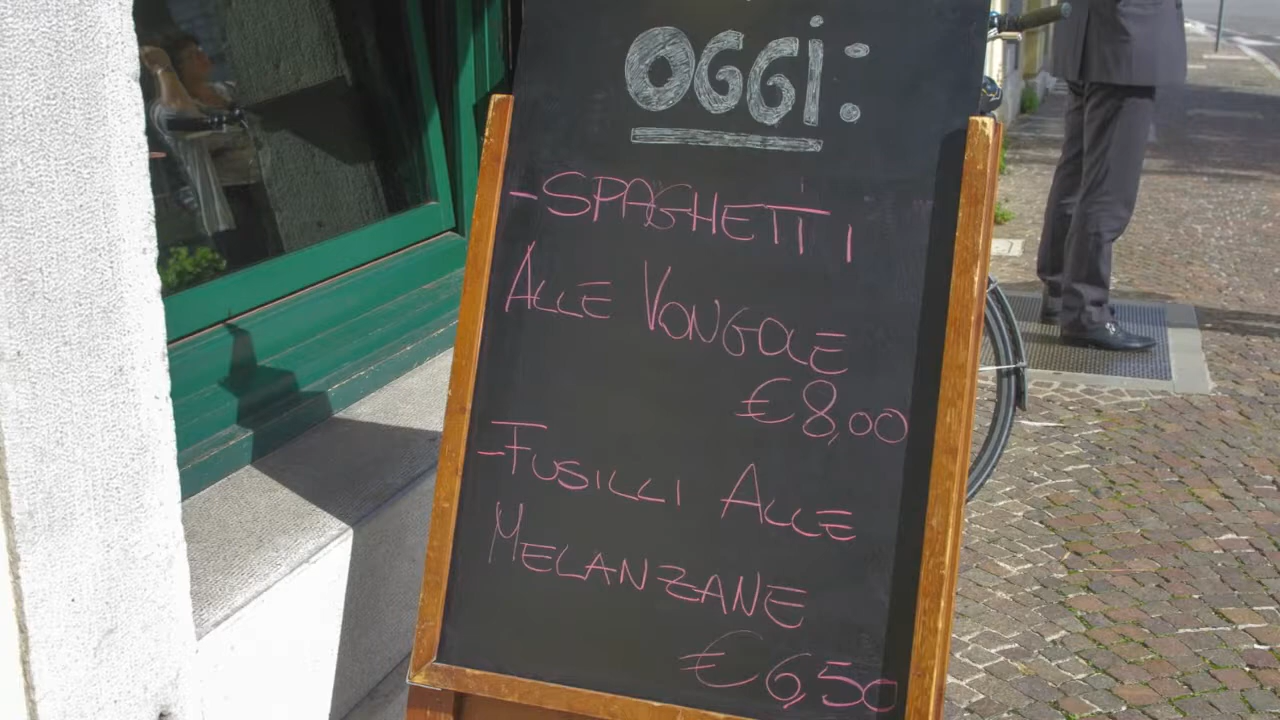 OGGi:
-SPAGHETTI
ALLE VONGOLE
€8,00
-FUSILLI ALLE
MELANZANE
€6,50